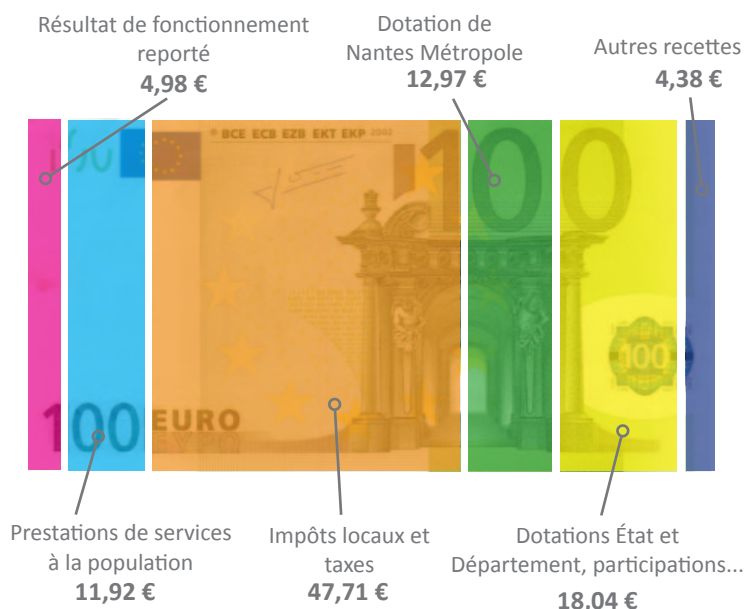 Résultat de fonctionnement
reporté
4,98 €
Dotation de
Nantes Métropole
12,97 €
Autres recettes
4,38 €
© BCE ECB EZB EKT EKP 2002
100
100
100 EURO
ΕΥΡΩ
Prestations de services
à la population
11,92 €
Impôts locaux et
taxes
47,71 €
Dotations État et
Département, participations...
18,04 €